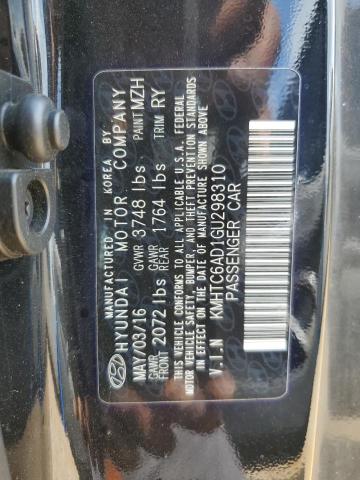 MANUFACTURED IN KOREA BY
HYUNDAI MOTOR COMPANY
MAY/03/16 GVWR 3748 lbs PAINT MZH
GAWR FRONT 2072 lbs GAWR REAR 1764 lbs TRIM RY
THIS VEHICLE CONFORMS TO ALL APPLICABLE U.S.A. FEDERAL
MOTOR VEHICLE SAFETY, BUMPER, AND THEFT PREVENTION
STANDARDS IN EFFECT ON THE DATE OF MANUFACTURE SHOWN ABOVE.
V.I.N KMHTC6AD1GU298310
PASSENGER CAR